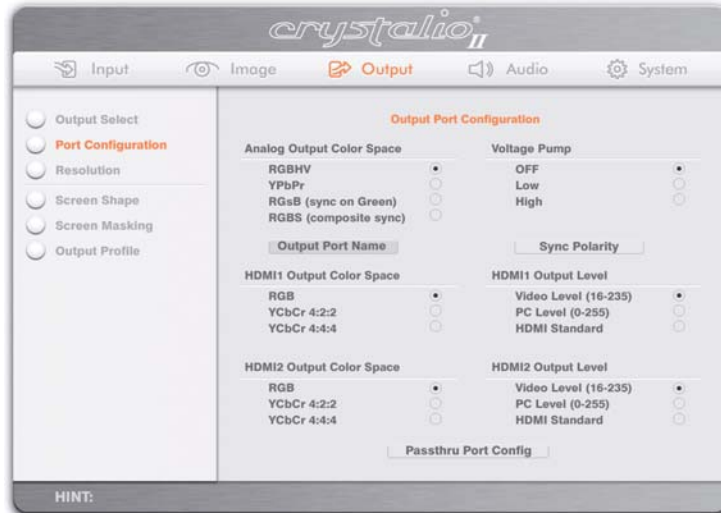 crystalio II
Input Image Output Audio System
Output Select
Port Configuration
Resolution
Screen Shape
Screen Masking
Output Profile
Output Port Configuration
Analog Output Color Space
RGBHV
YPbPr
RGsB (sync on Green)
RGBS (composite sync)
Output Port Name
Voltage Pump
OFF
Low
High
Sync Polarity
HDMI1 Output Color Space
RGB
YCbCr 4:2:2
YCbCr 4:4:4
HDMI1 Output Level
Video Level (16-235)
PC Level (0-255)
HDMI Standard
HDMI2 Output Color Space
RGB
YCbCr 4:2:2
YCbCr 4:4:4
HDMI2 Output Level
Video Level (16-235)
PC Level (0-255)
HDMI Standard
Passthru Port Config
HINT: